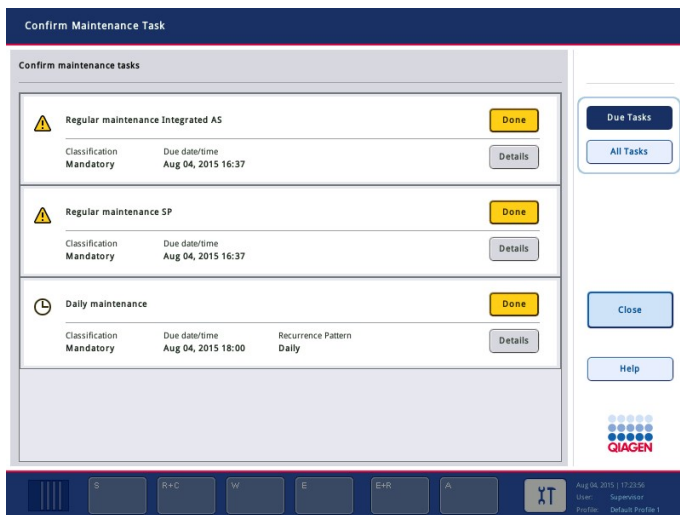 Confirm Maintenance Task
Confirm maintenance tasks
Regular maintenance Integrated AS
Done
Classification
Due date/time
Mandatory
Aug 04, 2015 16:37
Details
Regular maintenance SP
Done
Classification
Due date/time
Mandatory
Aug 04, 2015 16:37
Details
Daily maintenance
Done
Classification
Due date/time
Recurrence Pattern
Mandatory
Aug 04, 2015 18:00
Daily
Details
Due Tasks
All Tasks
Close
Help
QIAGEN
S
R+C
W
E
E+R
A
Aug 04, 2015 | 17:23:56
User: Supervisor
Profile: Default Profile 1